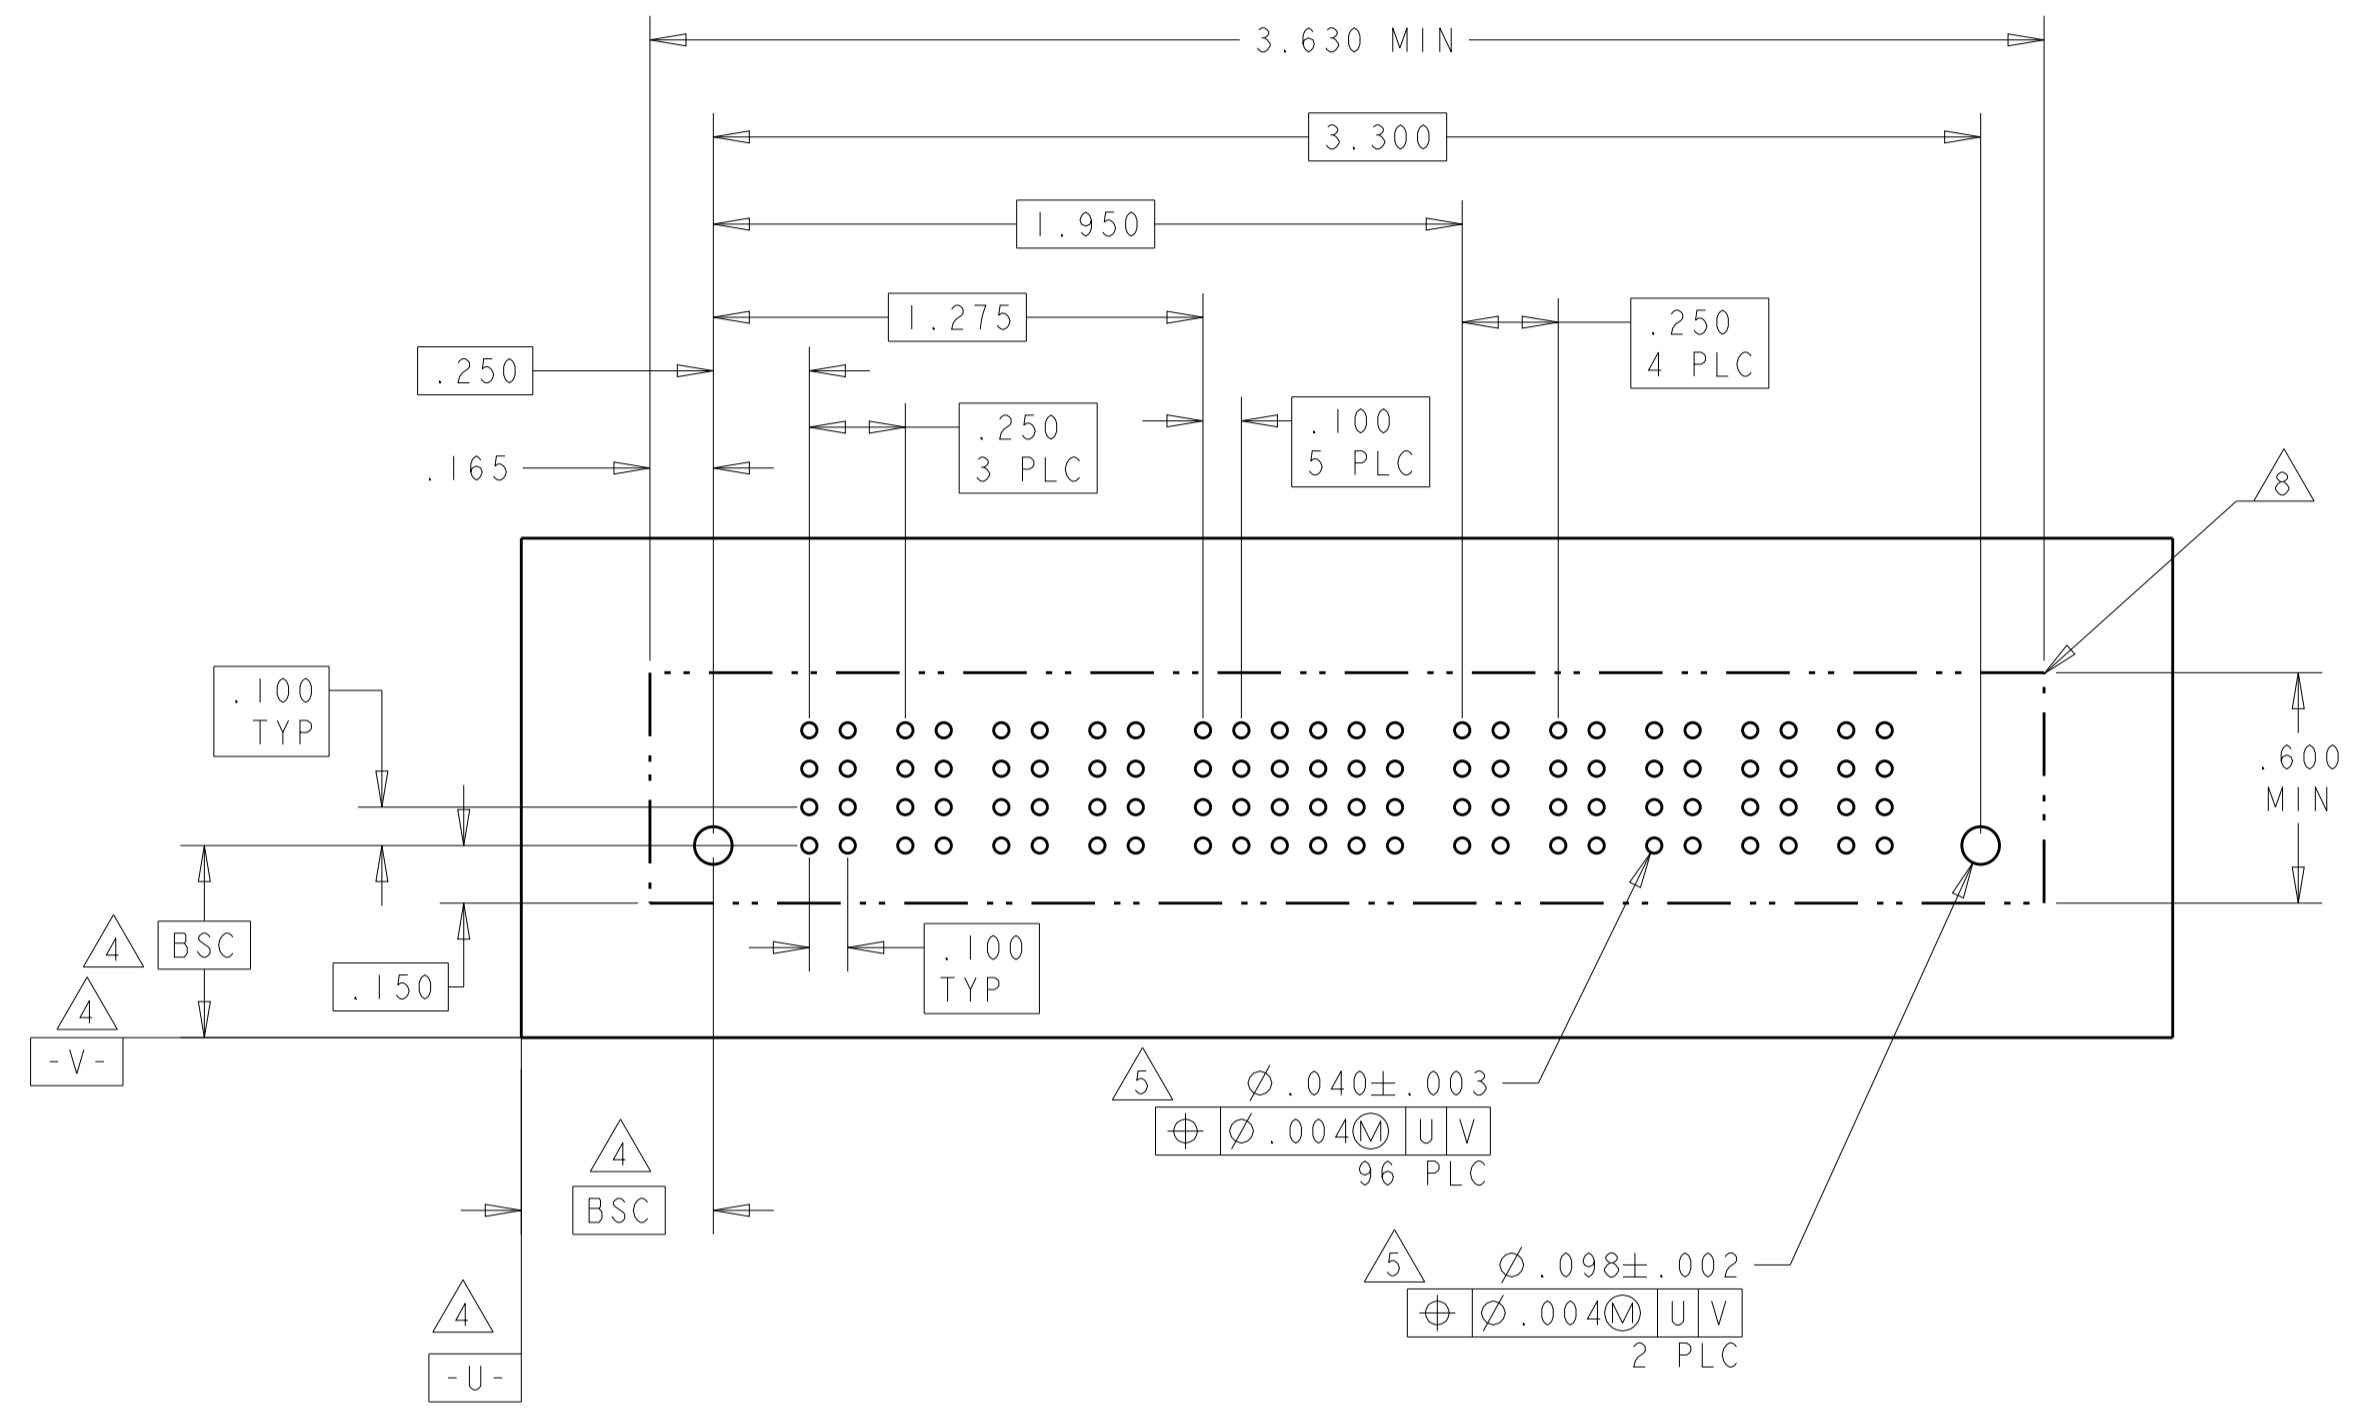 3.630 MIN
3.300
1.950
1.275
.250
4 PLC
.250
.250
3 PLC
.100
5 PLC
.165
8
.100
TYP
.600
MIN
4
BSC
4
-V-
.150
.100
TYP
5
Ø.040±.003
⌖ Ø.004Ⓜ U V
96 PLC
4
BSC
5
Ø.098±.002
⌖ Ø.004Ⓜ U V
2 PLC
4
-U-